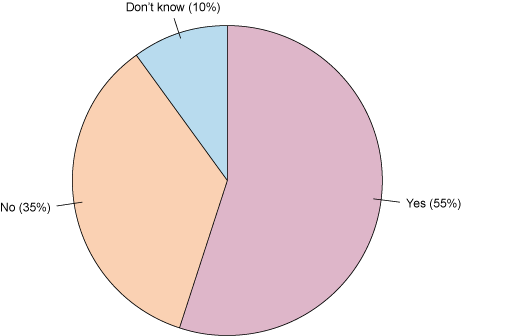 Don't know (10%)
No (35%)
Yes (55%)